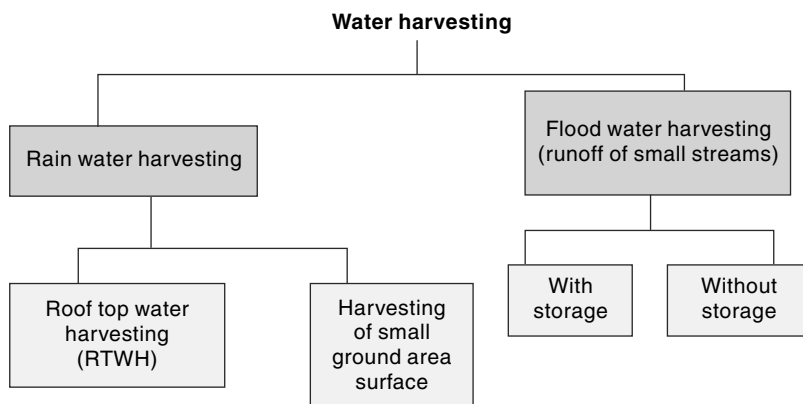 Water harvesting
Rain water harvesting
Flood water harvesting
(runoff of small streams)
Roof top water
harvesting
(RTWH)
Harvesting
of small
ground area
surface
With
storage
Without
storage